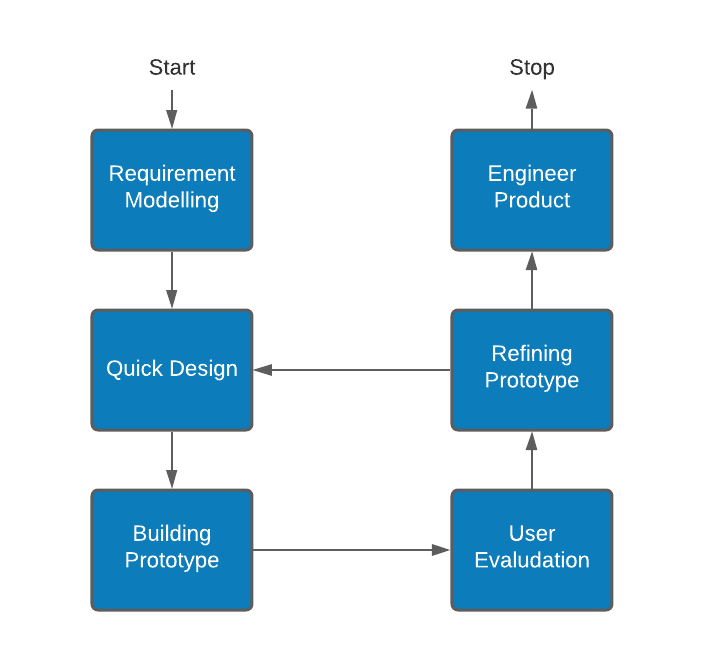 Start
Stop
Requirement
Modelling
Engineer
Product
Quick Design
Refining
Prototype
Building
Prototype
User
Evaludation